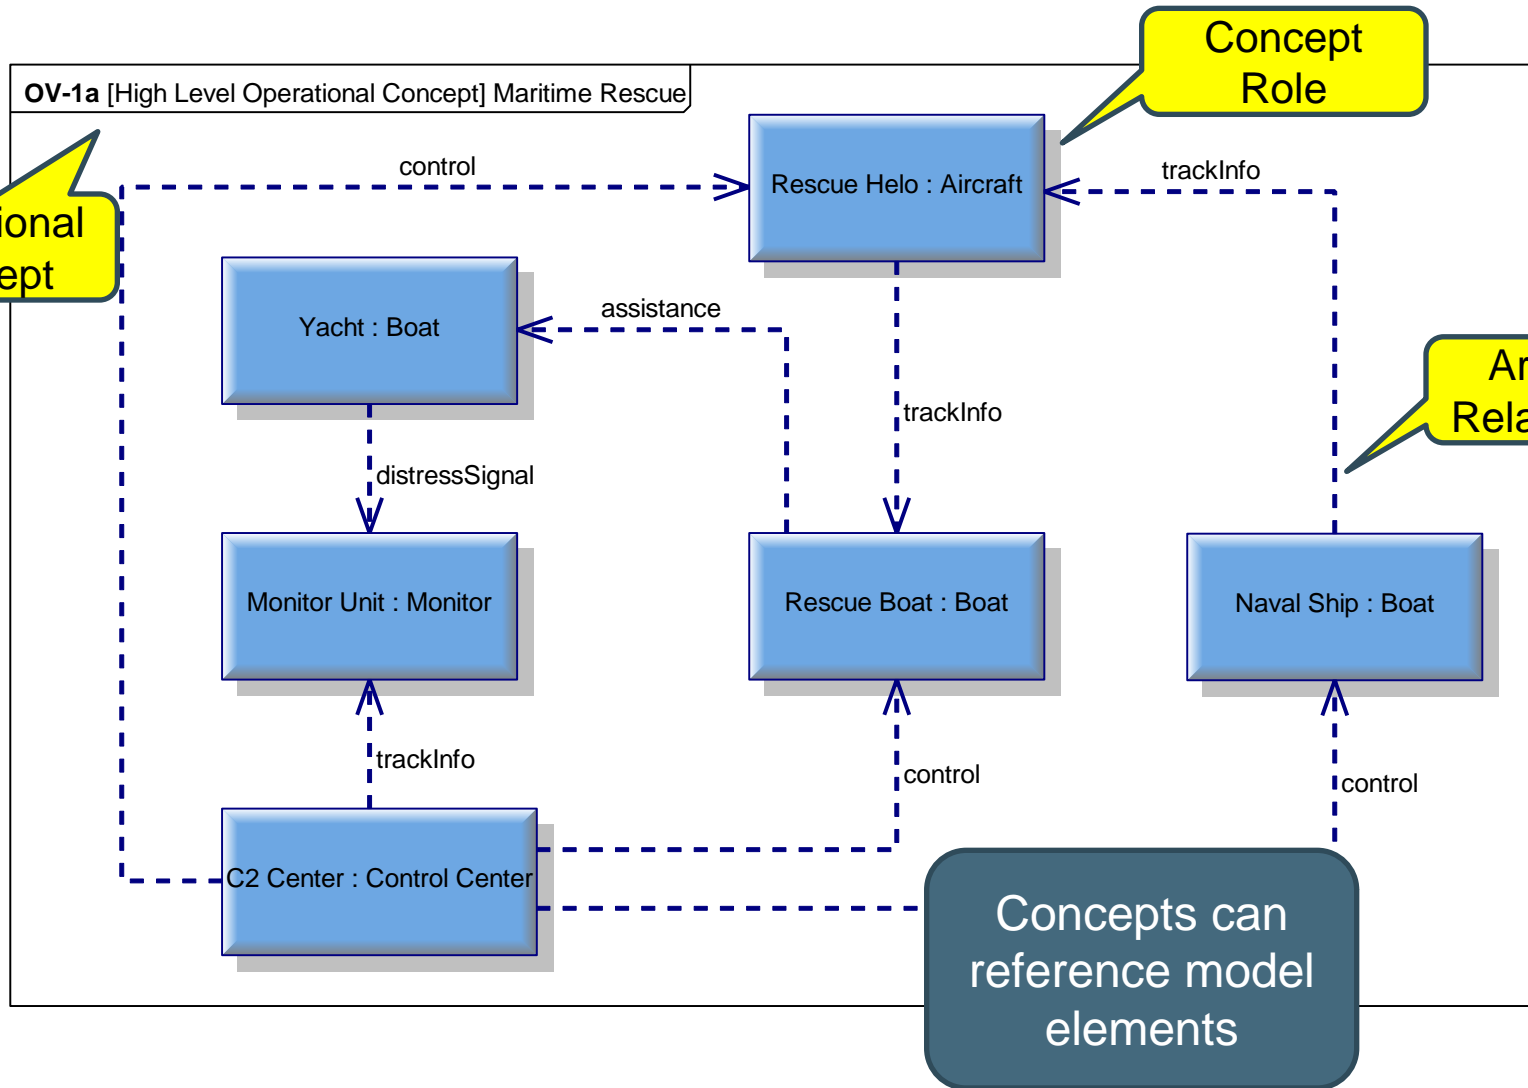 Concept
Role
OV-1a [High Level Operational Concept] Maritime Rescue
control
trackInfo
Rescue Helo : Aircraft
ional
ept
assistance
Yacht : Boat
Ar
Rela
trackInfo
distressSignal
Monitor Unit : Monitor
Rescue Boat : Boat
Naval Ship : Boat
trackInfo
control
control
C2 Center : Control Center
Concepts can
reference model
elements